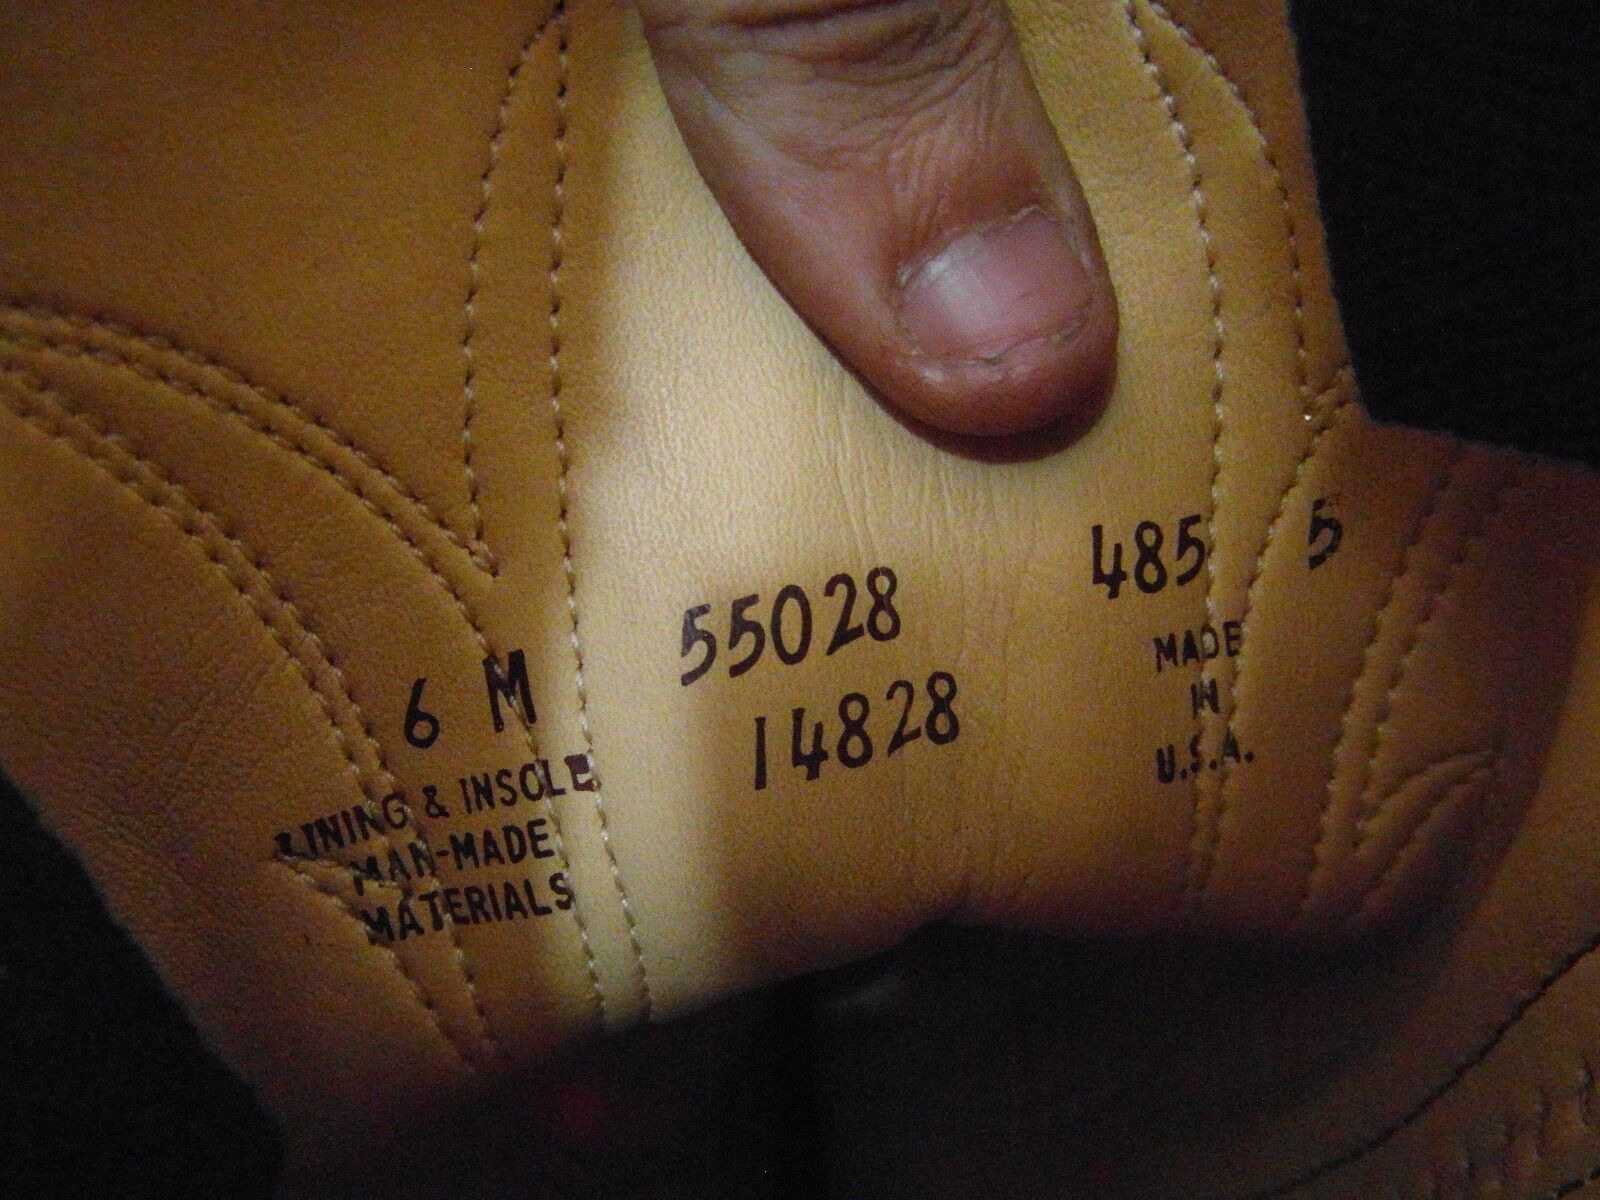 6 M 55028 485 5
14828
LINING & INSOLE
MAN-MADE
MATERIALS
MADE
IN
U.S.A.